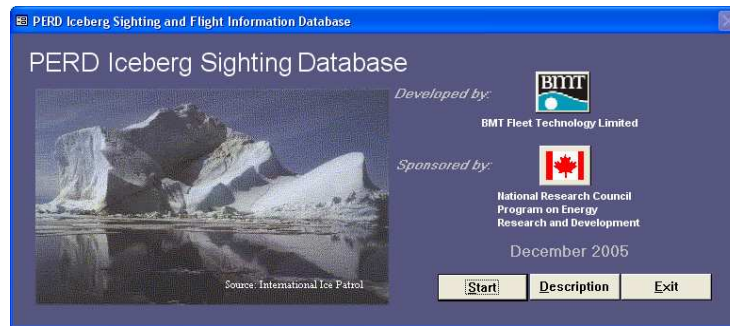 PERD Iceberg Sighting and Flight Information Database
PERD Iceberg Sighting Database
Developed by:
BMT
BMT Fleet Technology Limited
Sponsored by:
National Research Council
Program on Energy
Research and Development
December 2005
Source: International Ice Patrol
Start
Description
Exit